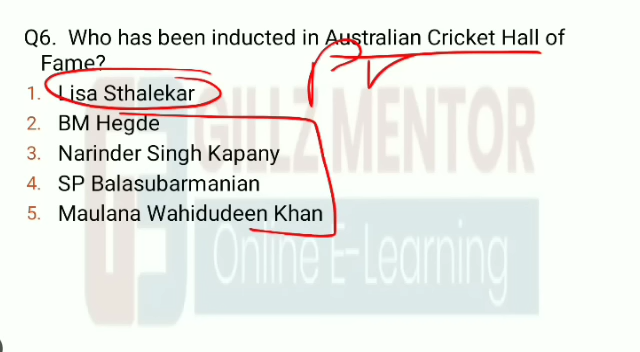 Q6. Who has been inducted in Australian Cricket Hall of
Fame?
1. Lisa Sthalekar
2. BM Hegde
3. Narinder Singh Kapany
4. SP Balasubarmanian
5. Maulana Wahidudeen Khan
GILLZ MENTOR
Online E-Learning